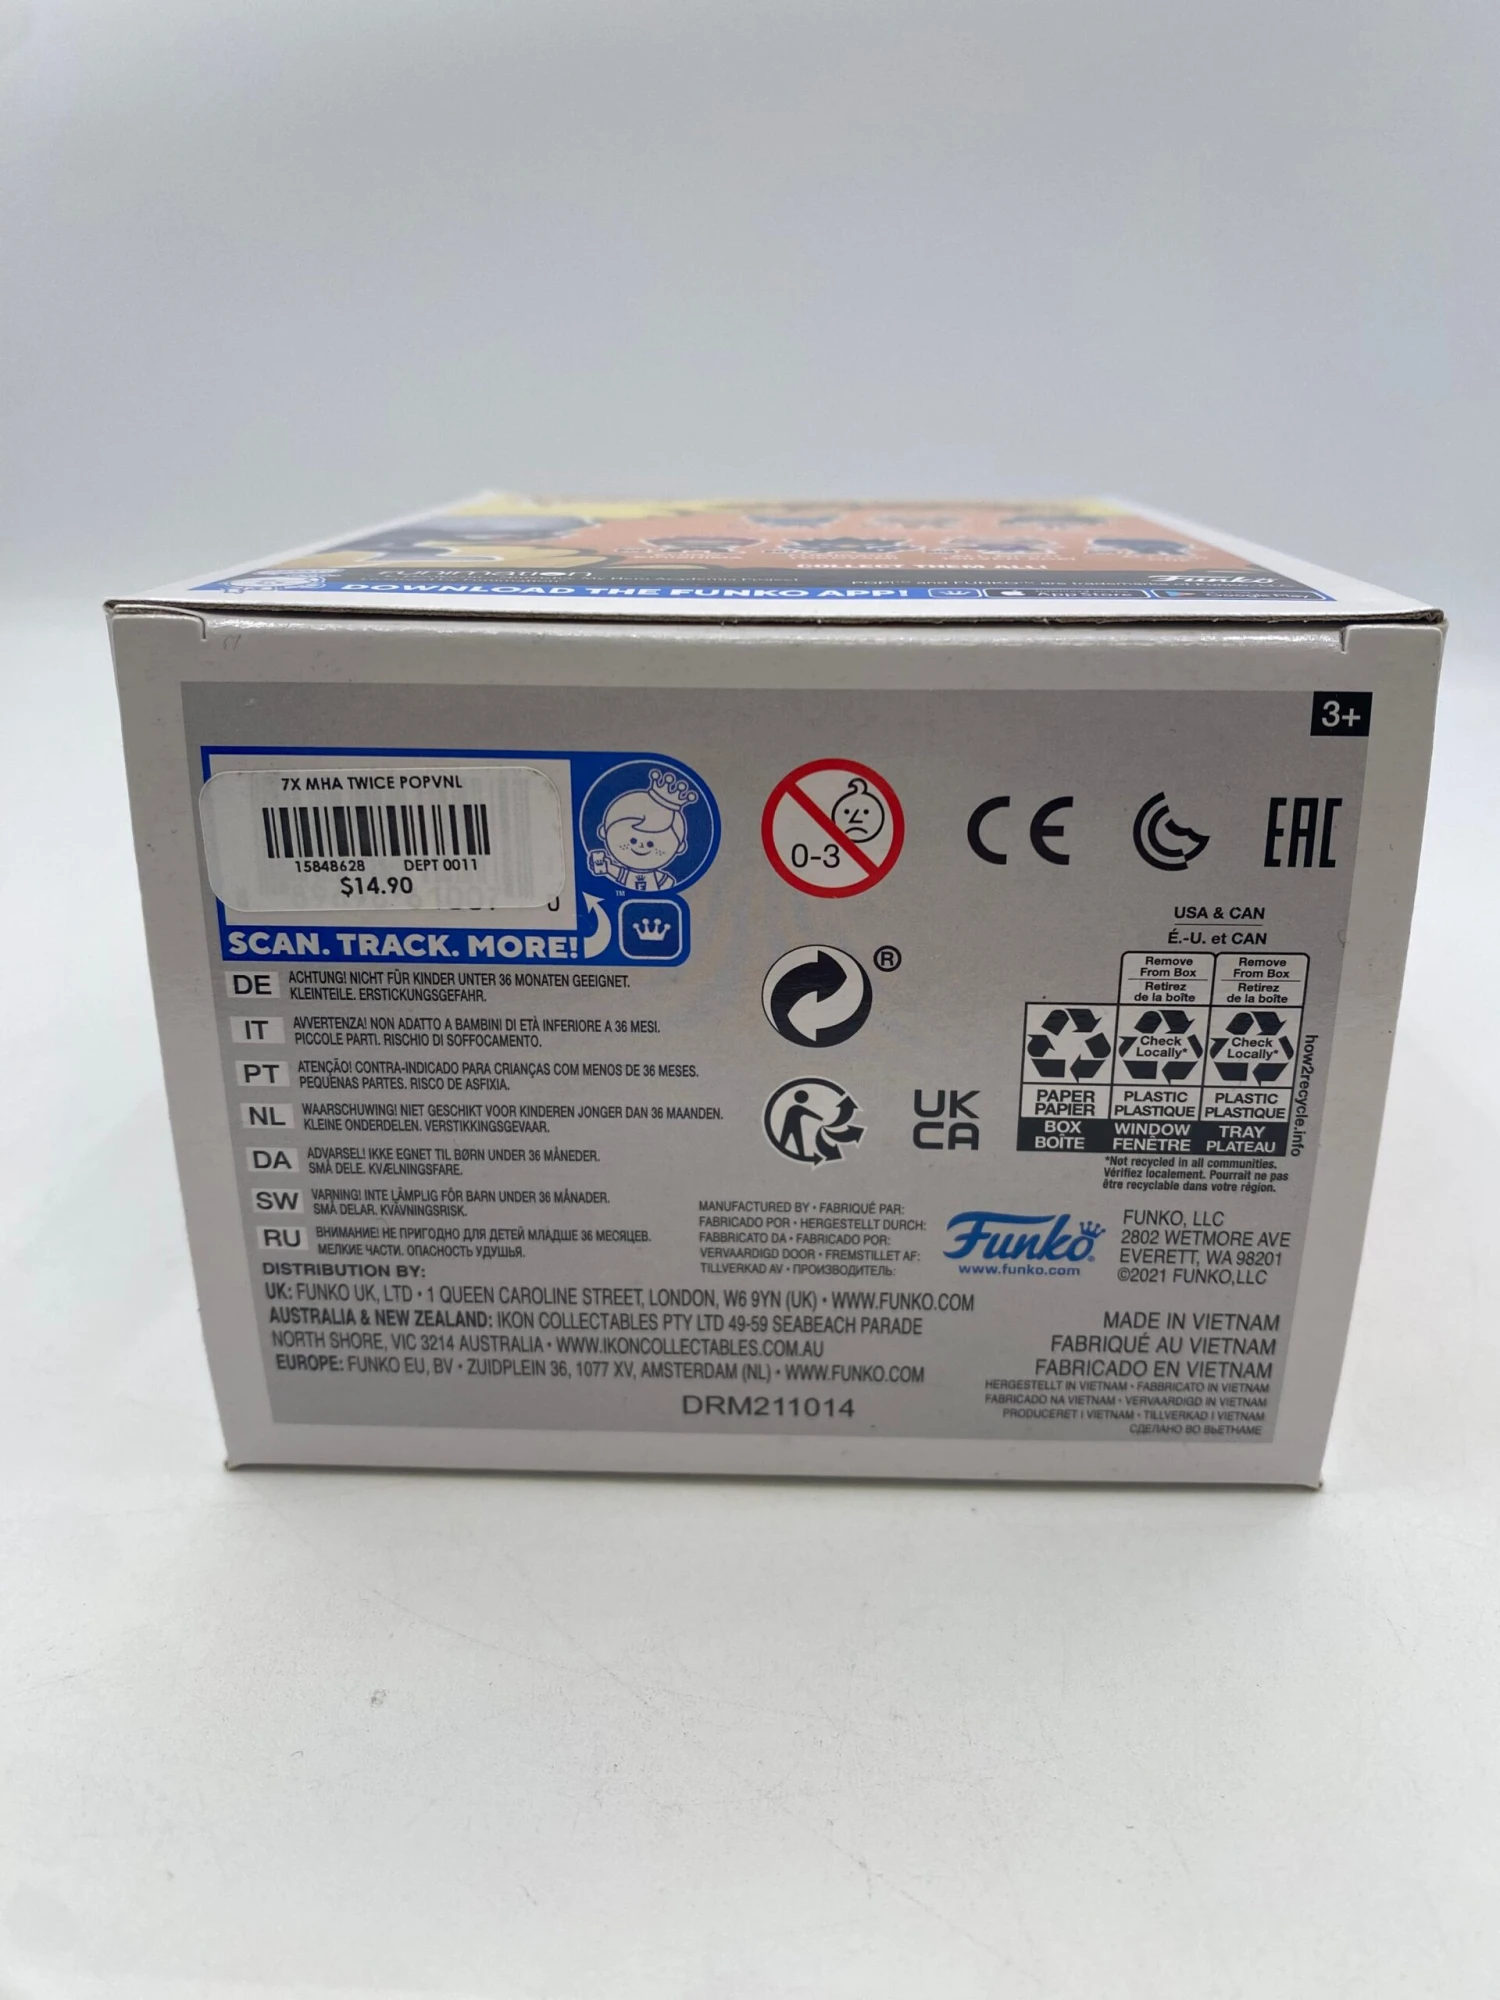 COLLECT THEM ALL!
Funko
DOWNLOAD THE FUNKO APP!
App Store
Google Play
3+
7X MHA TWICE POPVNL
15848628 DEPT 0011
$14.90
0
SCAN. TRACK. MORE!
TM
0-3
CE
EAC
®
UK
CA
USA & CAN
É.-U. et CAN
Remove From Box
Retirez de la boîte
Remove From Box
Retirez de la boîte
Check Locally*
Check Locally*
PAPER
PAPIER
BOX
BOÎTE
PLASTIC
PLASTIQUE
WINDOW
FENÊTRE
PLASTIC
PLASTIQUE
TRAY
PLATEAU
how2recycle.info
*Not recycled in all communities.
Vérifiez localement. Pourrait ne pas
être recyclable dans votre région.
DE ACHTUNG! NICHT FÜR KINDER UNTER 36 MONATEN GEEIGNET.
KLEINTEILE. ERSTICKUNGSGEFAHR.
IT AVVERTENZA! NON ADATTO A BAMBINI DI ETÀ INFERIORE A 36 MESI.
PICCOLE PARTI. RISCHIO DI SOFFOCAMENTO.
PT ATENÇÃO! CONTRA-INDICADO PARA CRIANÇAS COM MENOS DE 36 MESES.
PEQUENAS PARTES. RISCO DE ASFIXIA.
NL WAARSCHUWING! NIET GESCHIKT VOOR KINDEREN JONGER DAN 36 MAANDEN.
KLEINE ONDERDELEN. VERSTIKKINGSGEVAAR.
DA ADVARSEL! IKKE EGNET TIL BØRN UNDER 36 MÅNEDER.
SMÅ DELE. KVÆLNINGSFARE.
SW VARNING! INTE LÄMPLIG FÖR BARN UNDER 36 MÅNADER.
SMÅ DELAR. KVÄVNINGSRISK.
RU ВНИМАНИЕ! НЕ ПРИГОДНО ДЛЯ ДЕТЕЙ МЛАДШЕ 36 МЕСЯЦЕВ.
МЕЛКИЕ ЧАСТИ. ОПАСНОСТЬ УДУШЬЯ.
MANUFACTURED BY • FABRIQUÉ PAR:
FABRICADO POR • HERGESTELLT DURCH:
FABBRICATO DA • FABRICADO POR:
VERVAARDIGD DOOR • FREMSTILLET AF:
TILLVERKAD AV • ПРОИЗВОДИТЕЛЬ:
Funko®
www.funko.com
FUNKO, LLC
2802 WETMORE AVE
EVERETT, WA 98201
©2021 FUNKO,LLC
DISTRIBUTION BY:
UK: FUNKO UK, LTD • 1 QUEEN CAROLINE STREET, LONDON, W6 9YN (UK) • WWW.FUNKO.COM
AUSTRALIA & NEW ZEALAND: IKON COLLECTABLES PTY LTD 49-59 SEABEACH PARADE
NORTH SHORE, VIC 3214 AUSTRALIA • WWW.IKONCOLLECTABLES.COM.AU
EUROPE: FUNKO EU, BV • ZUIDPLEIN 36, 1077 XV, AMSTERDAM (NL) • WWW.FUNKO.COM
DRM211014
MADE IN VIETNAM
FABRIQUÉ AU VIETNAM
FABRICADO EN VIETNAM
HERGESTELLT IN VIETNAM • FABBRICATO IN VIETNAM
FABRICADO NA VIETNAM • VERVAARDIGD IN VIETNAM
PRODUCERET I VIETNAM • TILLVERKAD I VIETNAM
СДЕЛАНО ВО ВЬЕТНАМЕ